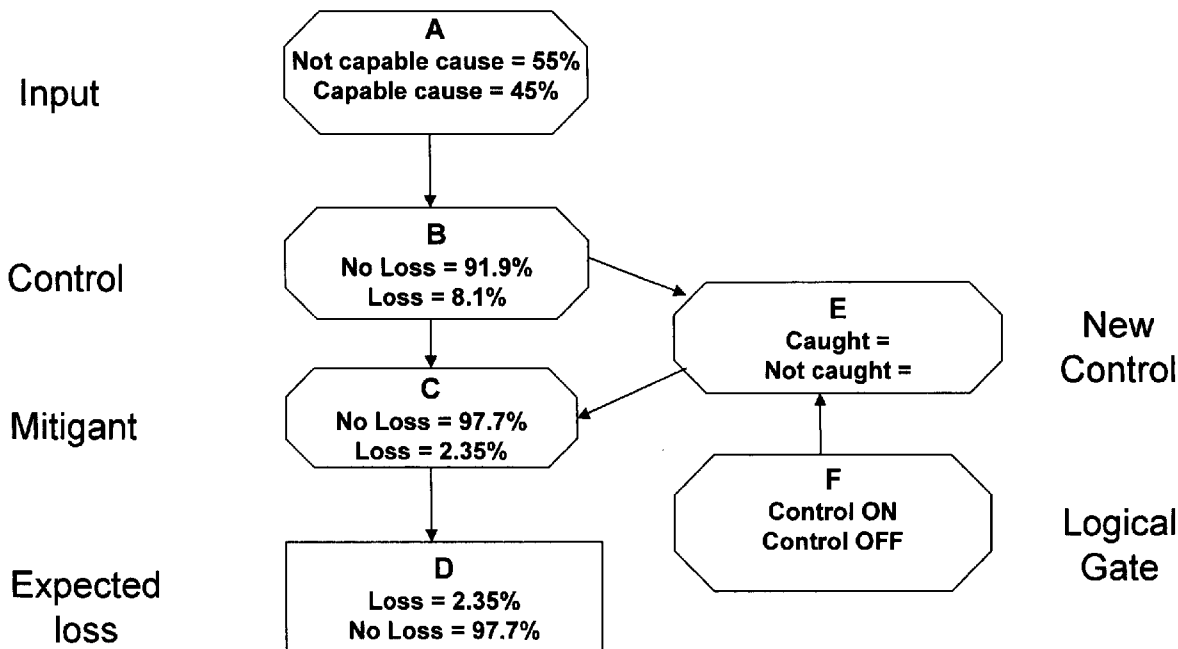 A
Not capable cause = 55%
Capable cause = 45%
Input
B
No Loss = 91.9%
Loss = 8.1%
Control
E
Caught =
Not caught =
New
Control
C
No Loss = 97.7%
Loss = 2.35%
Mitigant
F
Control ON
Control OFF
Logical
Gate
D
Loss = 2.35%
No Loss = 97.7%
Expected
loss